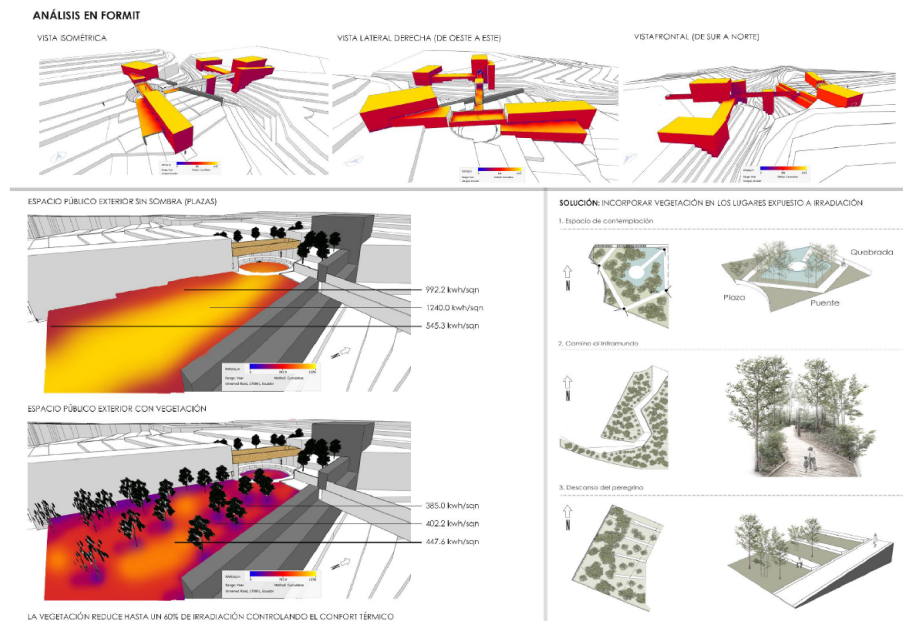 ANÁLISIS EN FORMIT
VISTA ISOMÉTRICA
VISTA LATERAL DERECHA (DE OESTE A ESTE)
VISTAFRONTAL (DE SUR A NORTE)
ESPACIO PÚBLICO EXTERIOR SIN SOMBRA (PLAZAS)
992.2 kwh/sqn
1240.0 kwh/sqn
545.3 kwh/sqn
ESPACIO PÚBLICO EXTERIOR CON VEGETACIÓN
385.0 kwh/sqn
402.2 kwh/sqn
447.6 kwh/sqn
LA VEGETACIÓN REDUCE HASTA UN 60% DE IRRADIACIÓN CONTROLANDO EL CONFORT TÉRMICO
SOLUCIÓN: INCORPORAR VEGETACIÓN EN LOS LUGARES EXPUESTO A IRRADIACIÓN
1. Espacio de contemplación
N
Quebrada
Plaza
Puente
2. Camino al Inframundo
N
3. Descanso del peregrino
N